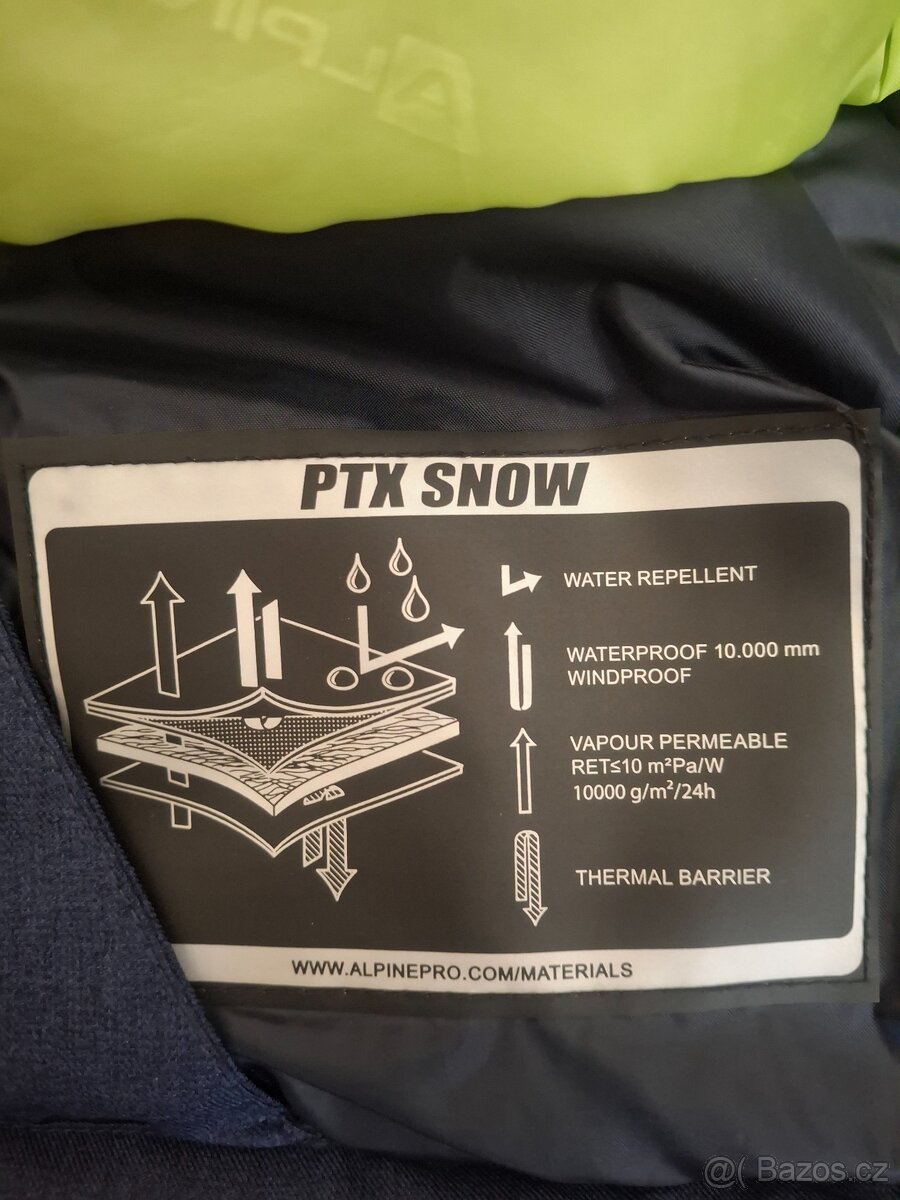 ALPIN
PTX SNOW
WATER REPELLENT
WATERPROOF 10.000 mm
WINDPROOF
VAPOUR PERMEABLE
RET≤10 m²Pa/W
10000 g/m²/24h
THERMAL BARRIER
WWW.ALPINEPRO.COM/MATERIALS
@( Bazos.cz